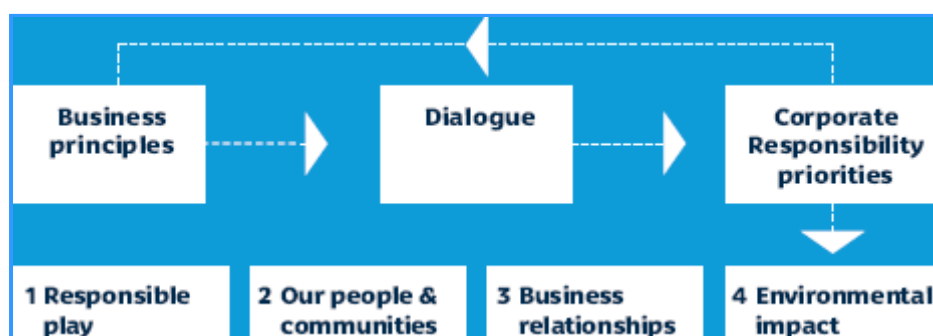 Business
principles
Dialogue
Corporate
Responsibility
priorities
1 Responsible
play
2 Our people &
communities
3 Business
relationships
4 Environmental
impact